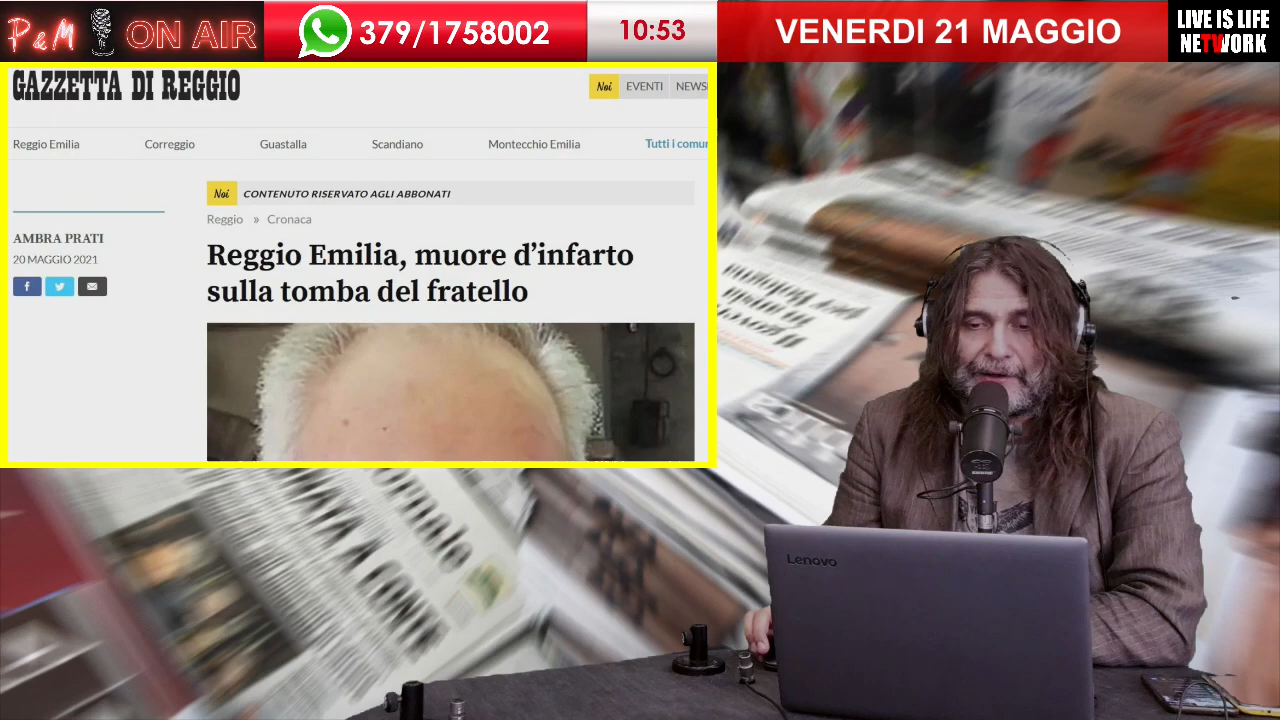 P&M ON AIR
379/1758002
10:53
VENERDI 21 MAGGIO
LIVE IS LIFE
NETWORK
GAZZETTA DI REGGIO
Noi EVENTI NEWS
Reggio Emilia Correggio Guastalla Scandiano Montecchio Emilia Tutti i comu
Noi CONTENUTO RISERVATO AGLI ABBONATI
Reggio » Cronaca
AMBRA PRATI
20 MAGGIO 2021
Reggio Emilia, muore d'infarto
sulla tomba del fratello
Lenovo